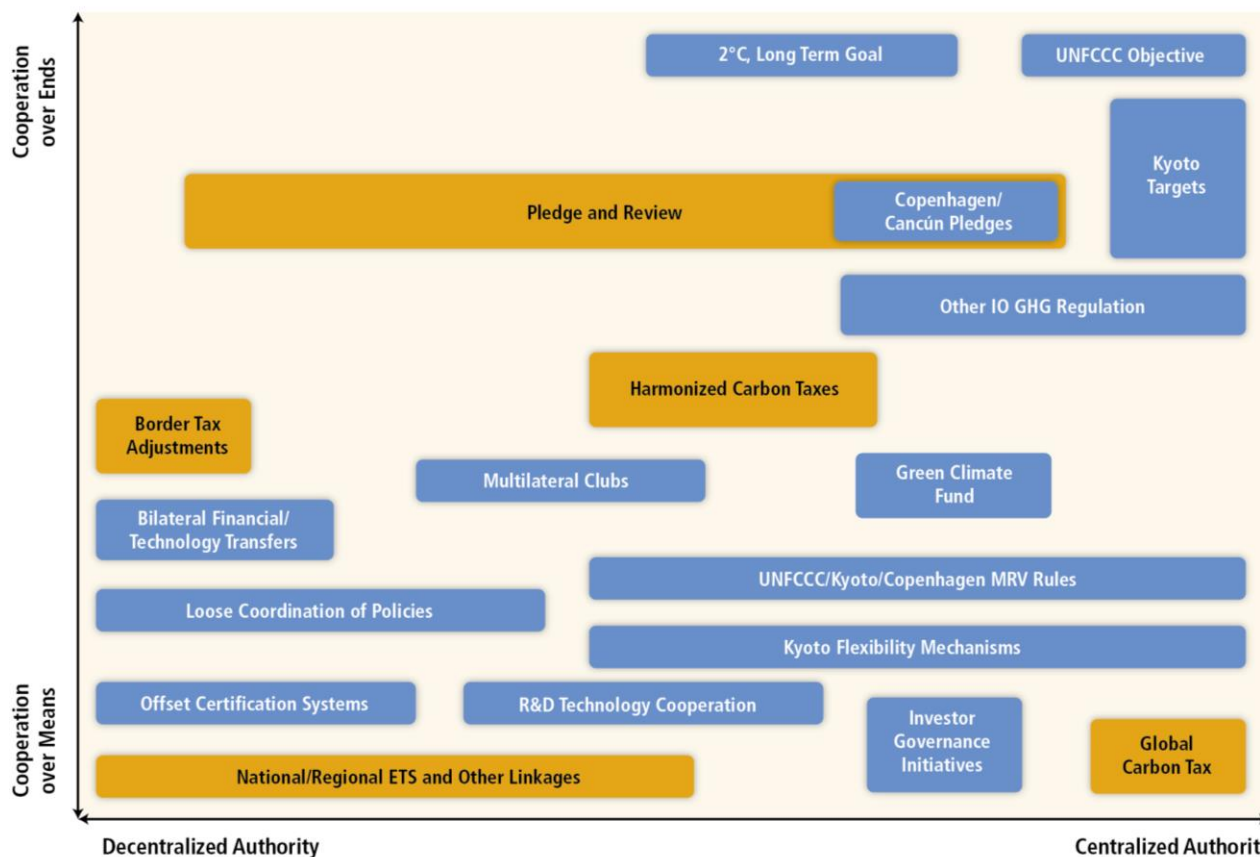 Cooperation
over Ends
2°C, Long Term Goal
UNFCCC Objective
Kyoto
Targets
Pledge and Review
Copenhagen/
Cancún Pledges
Other IO GHG Regulation
Harmonized Carbon Taxes
Border Tax
Adjustments
Multilateral Clubs
Green Climate
Fund
Bilateral Financial/
Technology Transfers
UNFCCC/Kyoto/Copenhagen MRV Rules
Loose Coordination of Policies
Kyoto Flexibility Mechanisms
Cooperation
over Means
Offset Certification Systems
R&D Technology Cooperation
Investor
Governance
Initiatives
Global
Carbon Tax
National/Regional ETS and Other Linkages
Decentralized Authority
Centralized Authorit